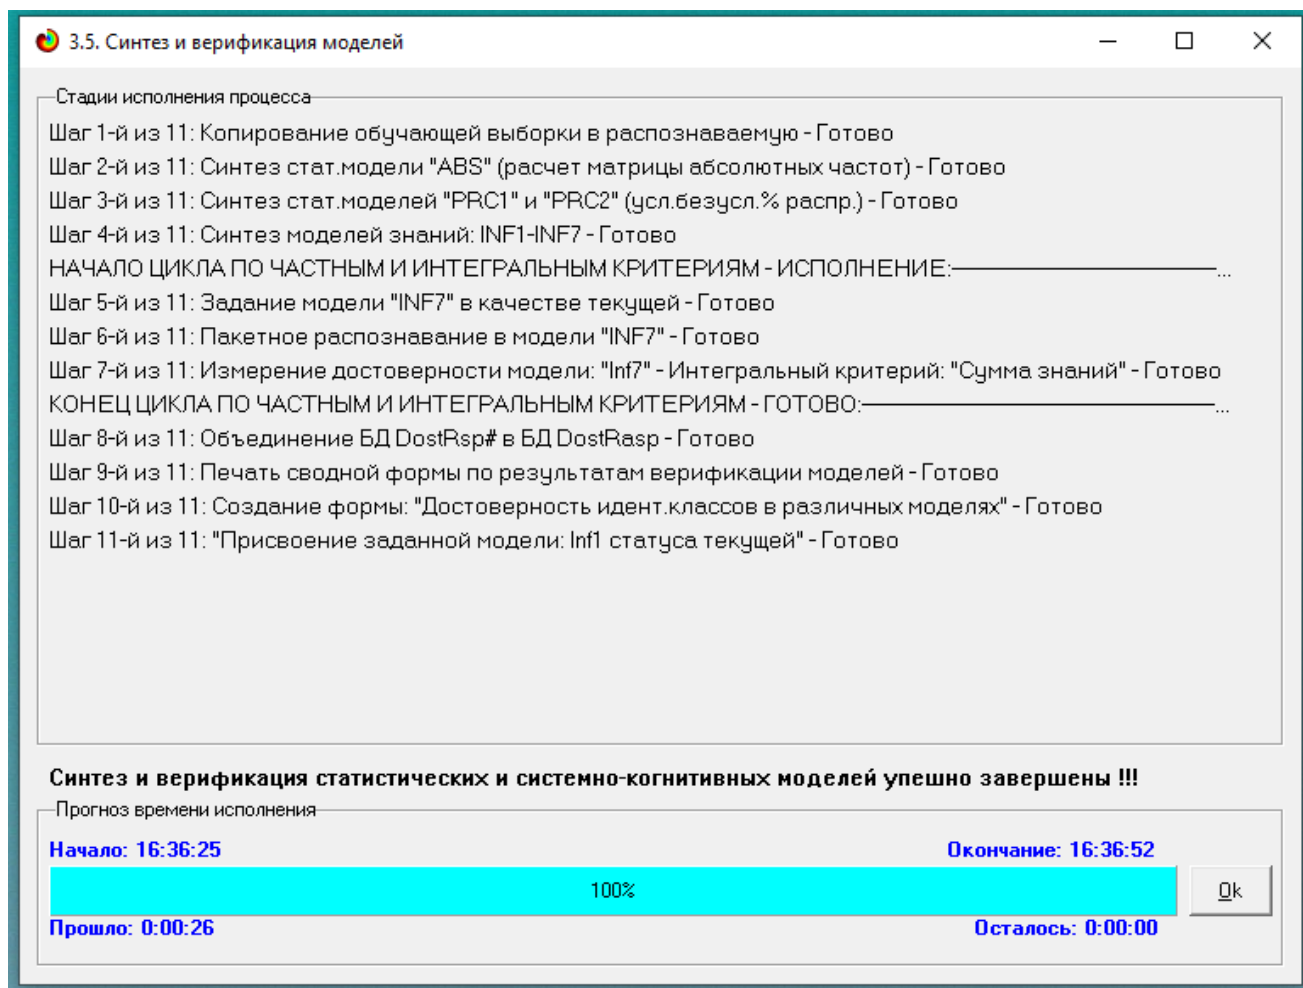 3.5. Синтез и верификация моделей
Стадии исполнения процесса
Шаг 1-й из 11: Копирование обучающей выборки в распознаваемую - Готово
Шаг 2-й из 11: Синтез стат.модели "ABS" (расчет матрицы абсолютных частот) - Готово
Шаг 3-й из 11: Синтез стат.моделей "PRC1" и "PRC2" (усл.безусл.% распр.) - Готово
Шаг 4-й из 11: Синтез моделей знаний: INF1-INF7 - Готово
НАЧАЛО ЦИКЛА ПО ЧАСТНЫМ И ИНТЕГРАЛЬНЫМ КРИТЕРИЯМ - ИСПОЛНЕНИЕ:————————————...
Шаг 5-й из 11: Задание модели "INF7" в качестве текущей - Готово
Шаг 6-й из 11: Пакетное распознавание в модели "INF7" - Готово
Шаг 7-й из 11: Измерение достоверности модели: "Inf7" - Интегральный критерий: "Сумма знаний" - Готово
КОНЕЦ ЦИКЛА ПО ЧАСТНЫМ И ИНТЕГРАЛЬНЫМ КРИТЕРИЯМ - ГОТОВО:————————————————...
Шаг 8-й из 11: Объединение БД DostRsp# в БД DostRasp - Готово
Шаг 9-й из 11: Печать сводной формы по результатам верификации моделей - Готово
Шаг 10-й из 11: Создание формы: "Достоверность идент.классов в различных моделях" - Готово
Шаг 11-й из 11: "Присвоение заданной модели: Inf1 статуса текущей" - Готово
Синтез и верификация статистических и системно-когнитивных моделей упешно завершены !!!
Прогноз времени исполнения
Начало: 16:36:25 Окончание: 16:36:52
100% Ok
Прошло: 0:00:26 Осталось: 0:00:00